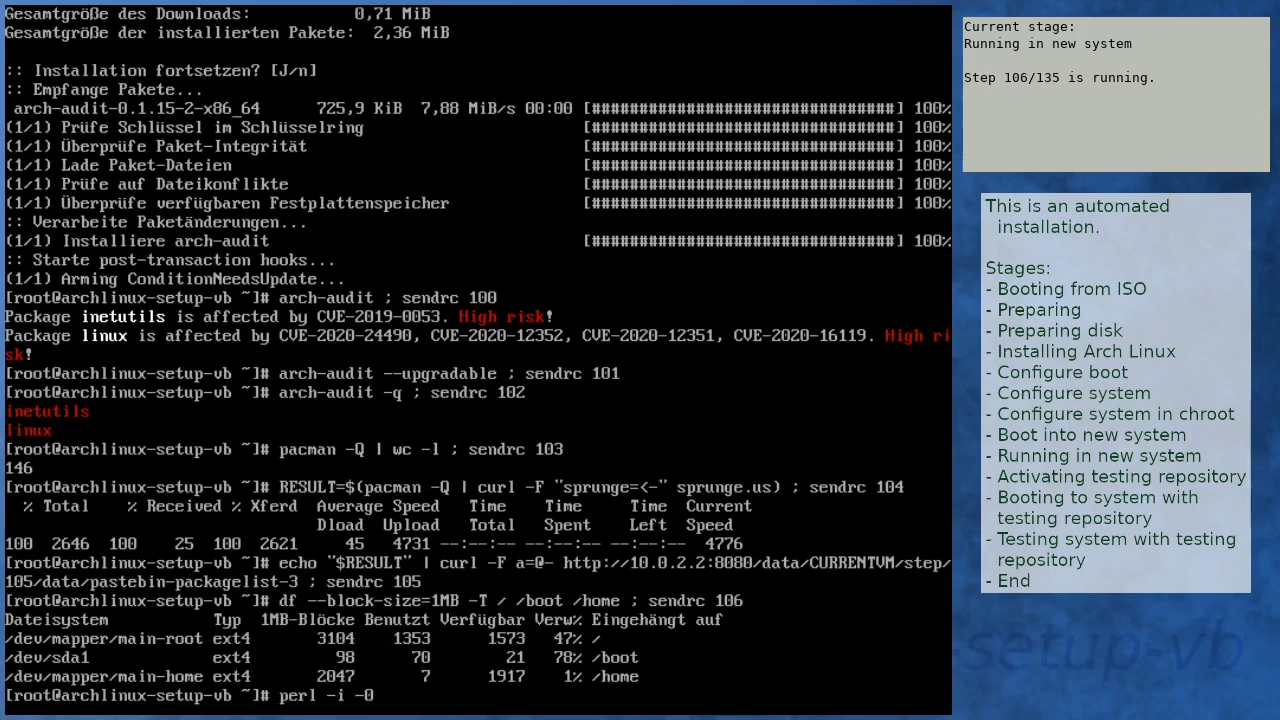 Gesamtgröße des Downloads:           0,71 MiB
Gesamtgröße der installierten Pakete:  2,36 MiB
:: Installation fortsetzen? [J/n]
:: Empfange Pakete...
arch-audit-0.1.15-2-x86_64      725,9 KiB  7,88 MiB/s 00:00 [#################################] 100%
(1/1) Prüfe Schlüssel im Schlüsselring [#################################] 100%
(1/1) Überprüfe Paket-Integrität [#################################] 100%
(1/1) Lade Paket-Dateien [#################################] 100%
(1/1) Prüfe auf Dateikonflikte [#################################] 100%
(1/1) Überprüfe verfügbaren Festplattenspeicher [#################################] 100%
:: Verarbeite Paketänderungen...
(1/1) Installiere arch-audit [#################################] 100%
:: Starte post-transaction hooks...
(1/1) Arming ConditionNeedsUpdate...
[root@archlinux-setup-vb ~]# arch-audit ; sendrc 100
Package inetutils is affected by CVE-2019-0053. High risk!
Package linux is affected by CVE-2020-24490, CVE-2020-12352, CVE-2020-12351, CVE-2020-16119. High ri
sk!
[root@archlinux-setup-vb ~]# arch-audit --upgradable ; sendrc 101
[root@archlinux-setup-vb ~]# arch-audit -q ; sendrc 102
inetutils
linux
[root@archlinux-setup-vb ~]# pacman -Q | wc -l ; sendrc 103
146
[root@archlinux-setup-vb ~]# RESULT=$(pacman -Q | curl -F "sprunge=<-" sprunge.us) ; sendrc 104
% Total    % Received % Xferd  Average Speed   Time    Time     Time  Current
Dload  Upload   Total   Spent    Left  Speed
100  2646  100    25  100  2621     45   4731 --:--:-- --:--:-- --:--:--  4776
[root@archlinux-setup-vb ~]# echo "$RESULT" | curl -F a=@- http://10.0.2.2:8080/data/CURRENTVM/step/
105/data/pastebin-packagelist-3 ; sendrc 105
[root@archlinux-setup-vb ~]# df --block-size=1MB -T / /boot /home ; sendrc 106
Dateisystem           Typ  1MB-Blöcke Benutzt Verfügbar Verw% Eingehängt auf
/dev/mapper/main-root ext4       3104    1353      1573   47% /
/dev/sda1             ext4         98      70        21   78% /boot
/dev/mapper/main-home ext4       2047       7      1917    1% /home
[root@archlinux-setup-vb ~]# perl -i -0
Current stage:
Running in new system
Step 106/135 is running.
This is an automated
installation.
Stages:
- Booting from ISO
- Preparing
- Preparing disk
- Installing Arch Linux
- Configure boot
- Configure system
- Configure system in chroot
- Boot into new system
- Running in new system
- Activating testing repository
- Booting to system with
testing repository
- Testing system with testing
repository
- End
-setup-vb